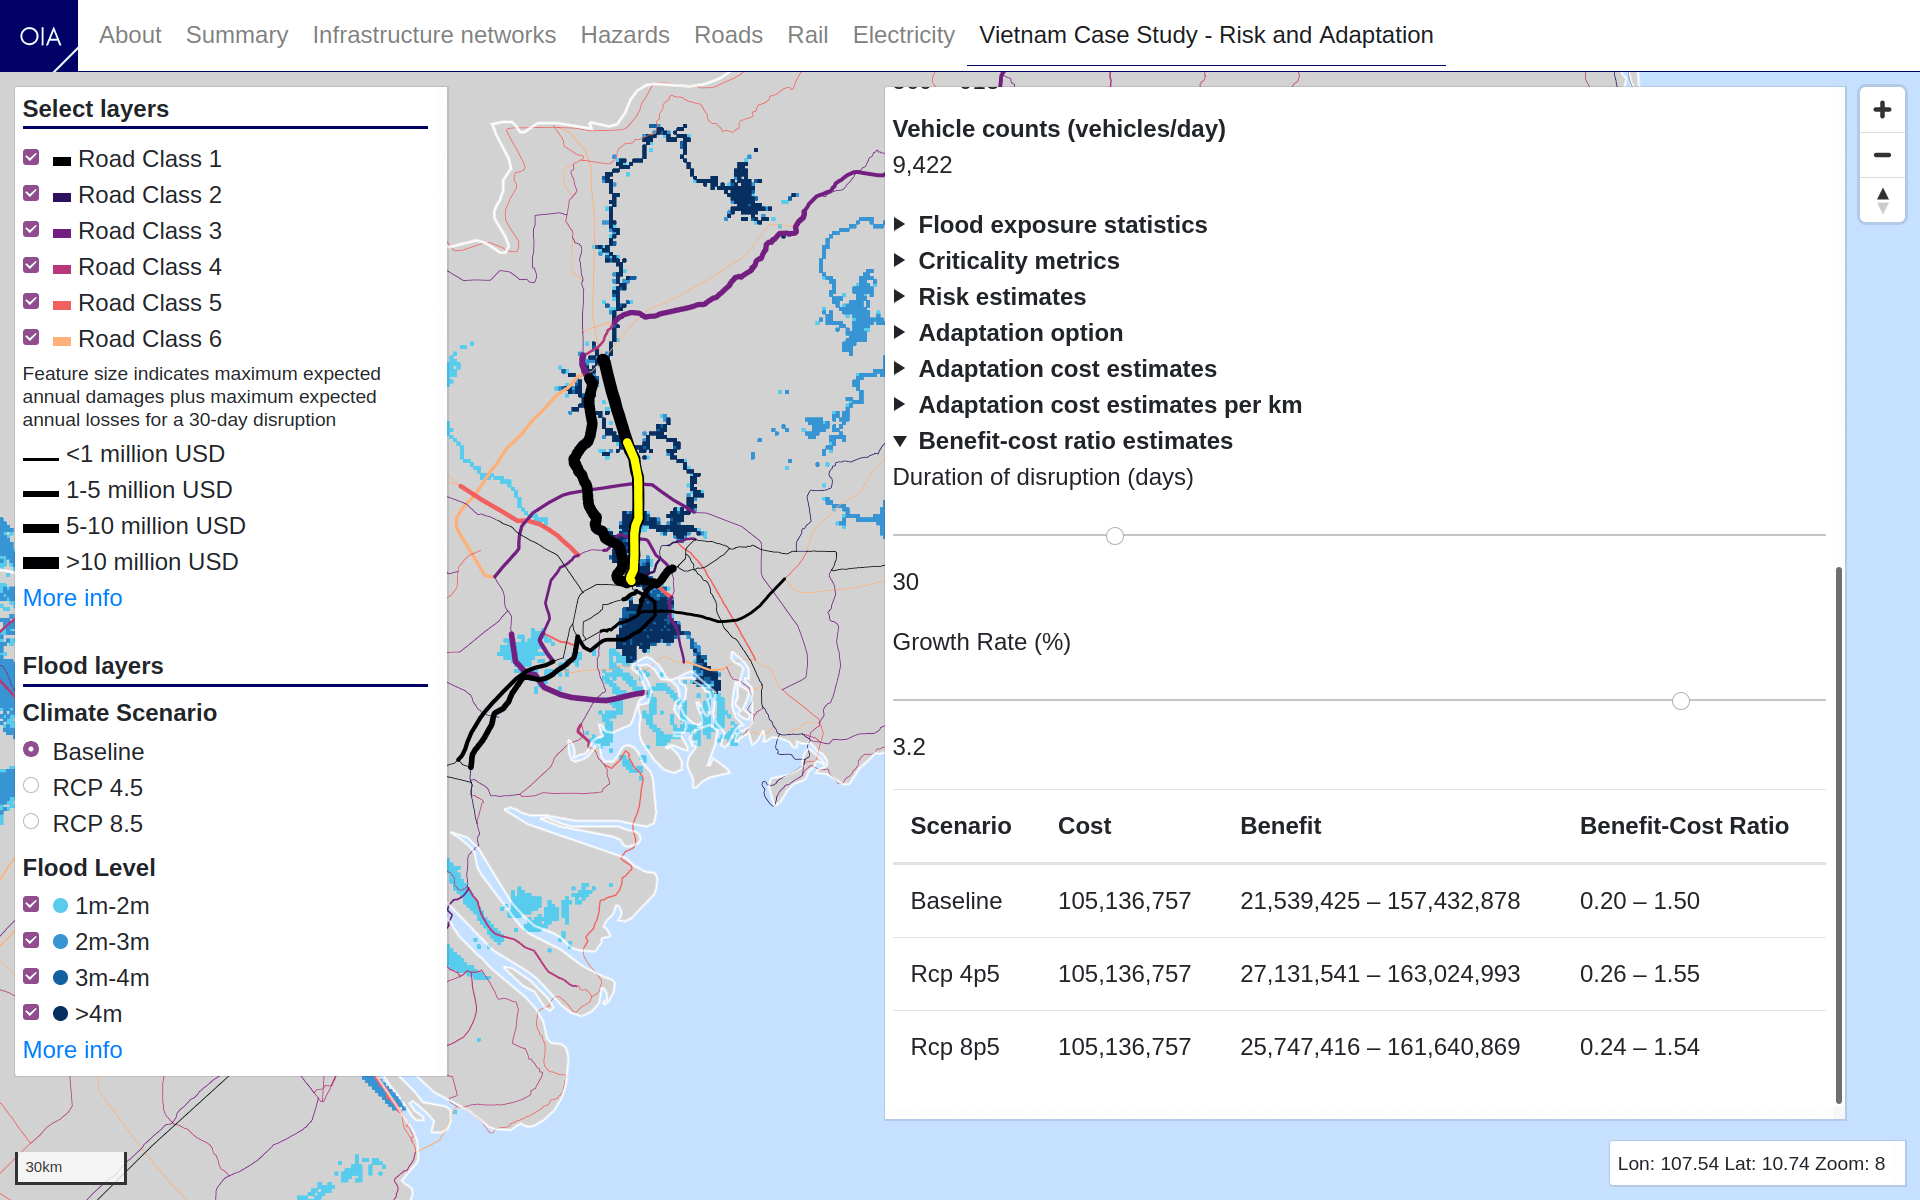 OIA
About Summary Infrastructure networks Hazards Roads Rail Electricity Vietnam Case Study - Risk and Adaptation
Select layers
Road Class 1
Road Class 2
Road Class 3
Road Class 4
Road Class 5
Road Class 6
Feature size indicates maximum expected
annual damages plus maximum expected
annual losses for a 30-day disruption
<1 million USD
1-5 million USD
5-10 million USD
>10 million USD
More info
Flood layers
Climate Scenario
Baseline
RCP 4.5
RCP 8.5
Flood Level
1m-2m
2m-3m
3m-4m
>4m
More info
30km
Vehicle counts (vehicles/day)
9,422
Flood exposure statistics
Criticality metrics
Risk estimates
Adaptation option
Adaptation cost estimates
Adaptation cost estimates per km
Benefit-cost ratio estimates
Duration of disruption (days)
30
Growth Rate (%)
3.2
Scenario Cost Benefit Benefit-Cost Ratio
Baseline 105,136,757 21,539,425 – 157,432,878 0.20 – 1.50
Rcp 4p5 105,136,757 27,131,541 – 163,024,993 0.26 – 1.55
Rcp 8p5 105,136,757 25,747,416 – 161,640,869 0.24 – 1.54
Lon: 107.54 Lat: 10.74 Zoom: 8